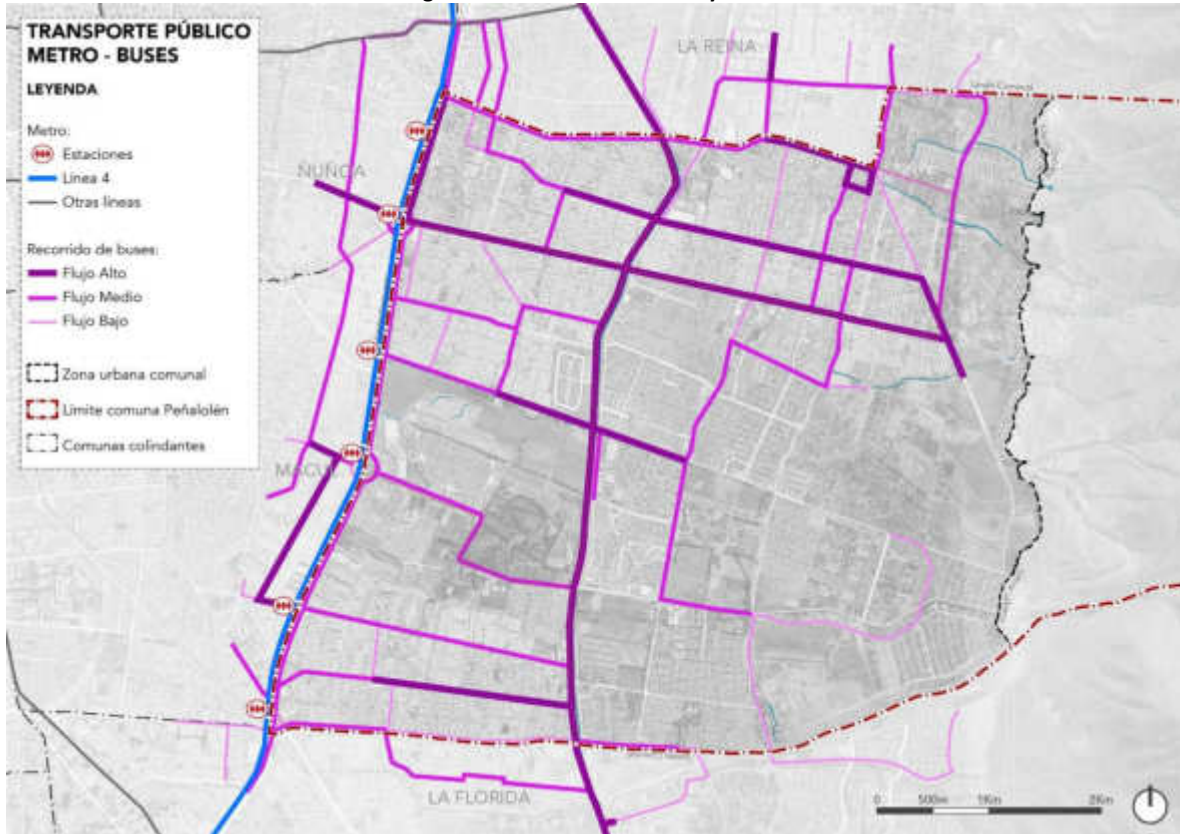 TRANSPORTE PÚBLICO
METRO - BUSES
LEYENDA
Metro:
Estaciones
Línea 4
Otras líneas
Recorrido de buses:
Flujo Alto
Flujo Medio
Flujo Bajo
Zona urbana comunal
Límite comuna Peñalolén
Comunas colindantes
LA REINA
ÑUÑOA
MACUL
LA FLORIDA
0 500m 1Km 2Km